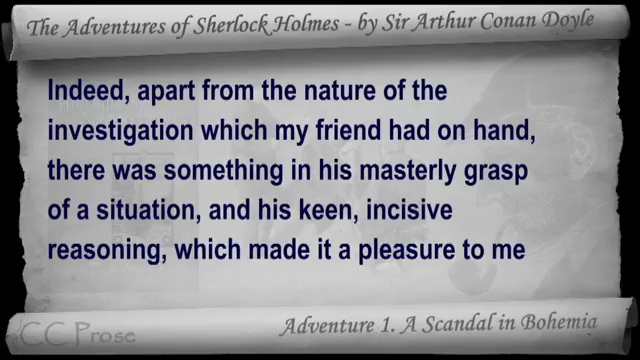 The Adventures of Sherlock Holmes - by Sir Arthur Conan Doyle
Indeed, apart from the nature of the
investigation which my friend had on hand,
there was something in his masterly grasp
of a situation, and his keen, incisive
reasoning, which made it a pleasure to me
CC Prose
Adventure 1. A Scandal in Bohemia